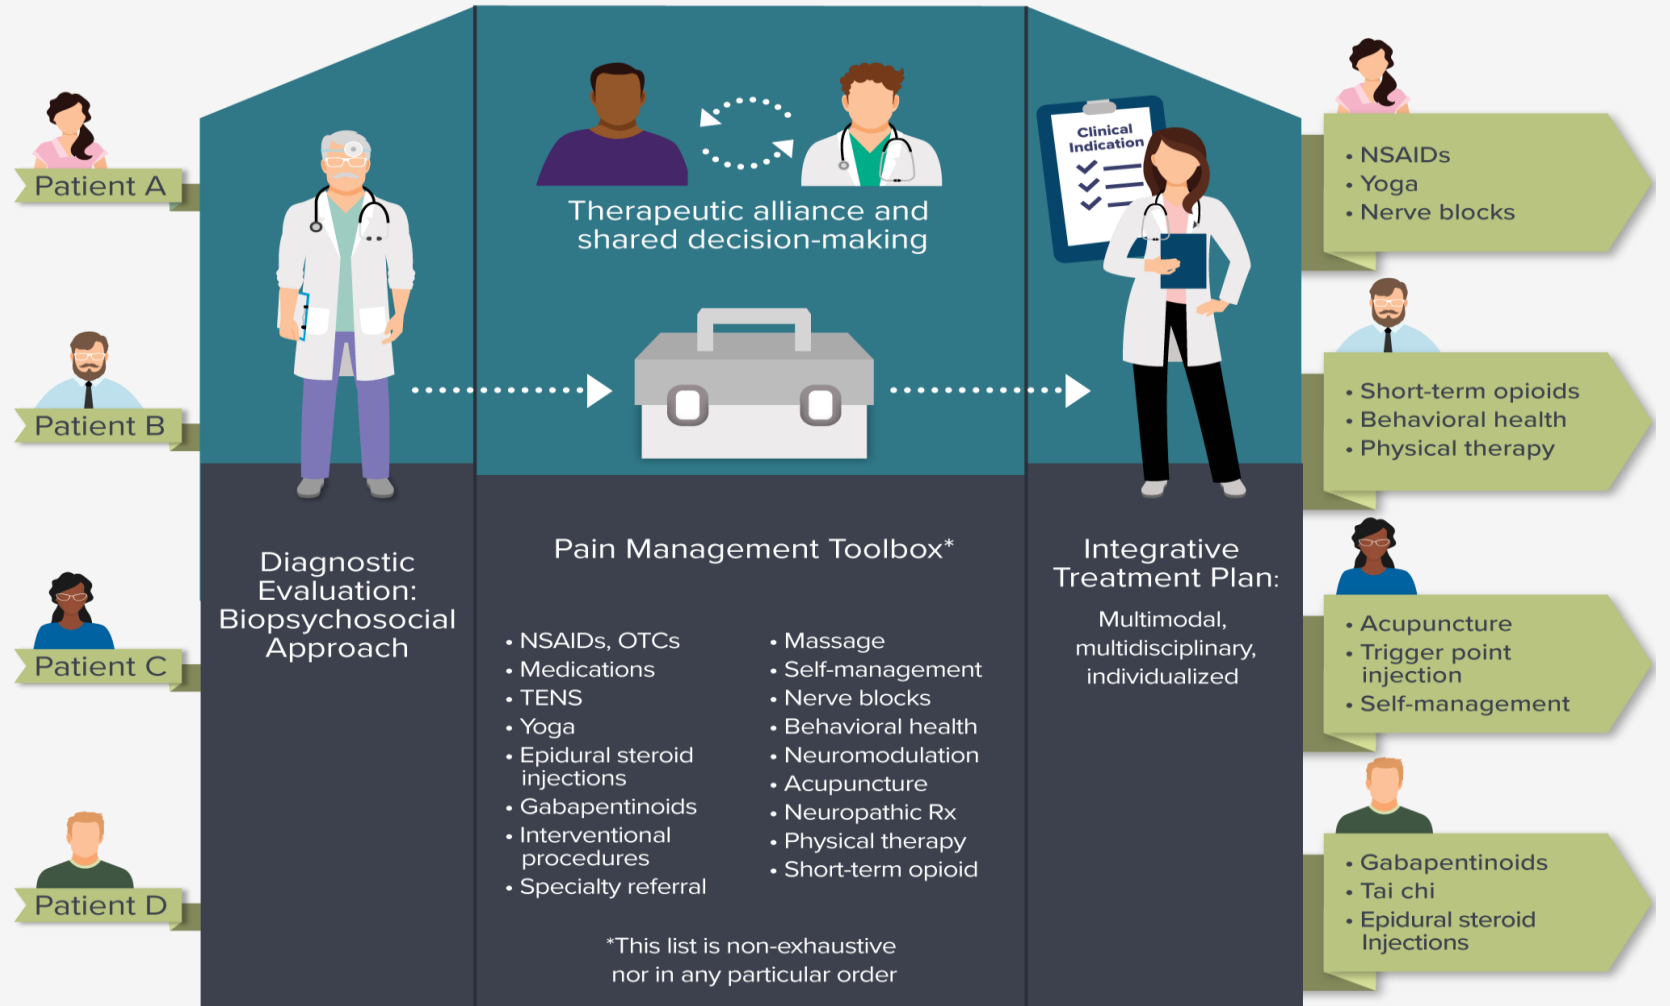 Patient A
Patient B
Patient C
Patient D
Diagnostic
Evaluation:
Biopsychosocial
Approach
Therapeutic alliance and
shared decision-making
Pain Management Toolbox*
• NSAIDs, OTCs
• Medications
• TENS
• Yoga
• Epidural steroid
injections
• Gabapentinoids
• Interventional
procedures
• Specialty referral
• Massage
• Self-management
• Nerve blocks
• Behavioral health
• Neuromodulation
• Acupuncture
• Neuropathic Rx
• Physical therapy
• Short-term opioid
*This list is non-exhaustive
nor in any particular order
Clinical
Indication
Integrative
Treatment Plan:
Multimodal,
multidisciplinary,
individualized
• NSAIDs
• Yoga
• Nerve blocks
• Short-term opioids
• Behavioral health
• Physical therapy
• Acupuncture
• Trigger point
injection
• Self-management
• Gabapentinoids
• Tai chi
• Epidural steroid
Injections